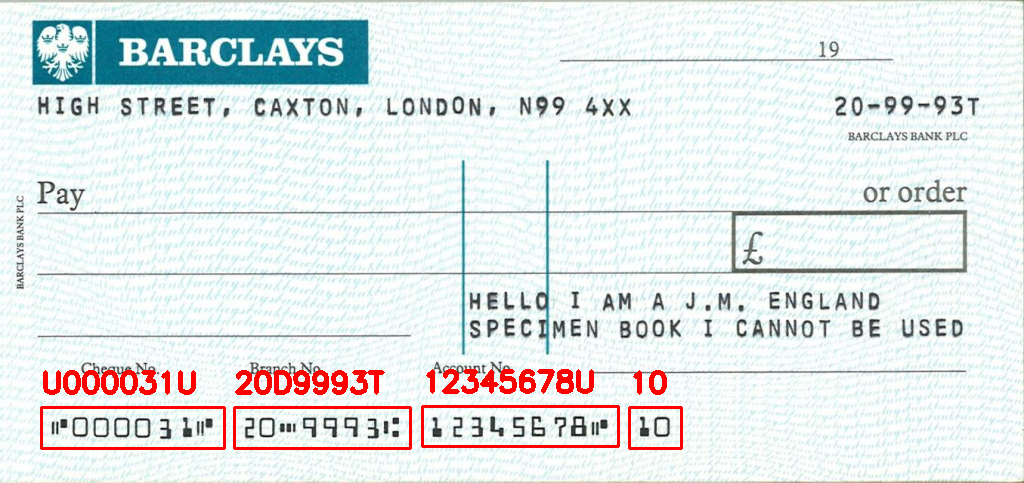 BARCLAYS
19
HIGH STREET, CAXTON, LONDON, N99 4XX 20-99-93T
BARCLAYS BANK PLC
Pay or order
BARCLAYS BANK PLC
£
HELLO I AM A J.M. ENGLAND
SPECIMEN BOOK I CANNOT BE USED
Cheque No. Branch No. Account No.
U000031U 20D9993T 12345678U 10
⑈000031⑈ 20⑉9993⑆ 12345678⑈ 10